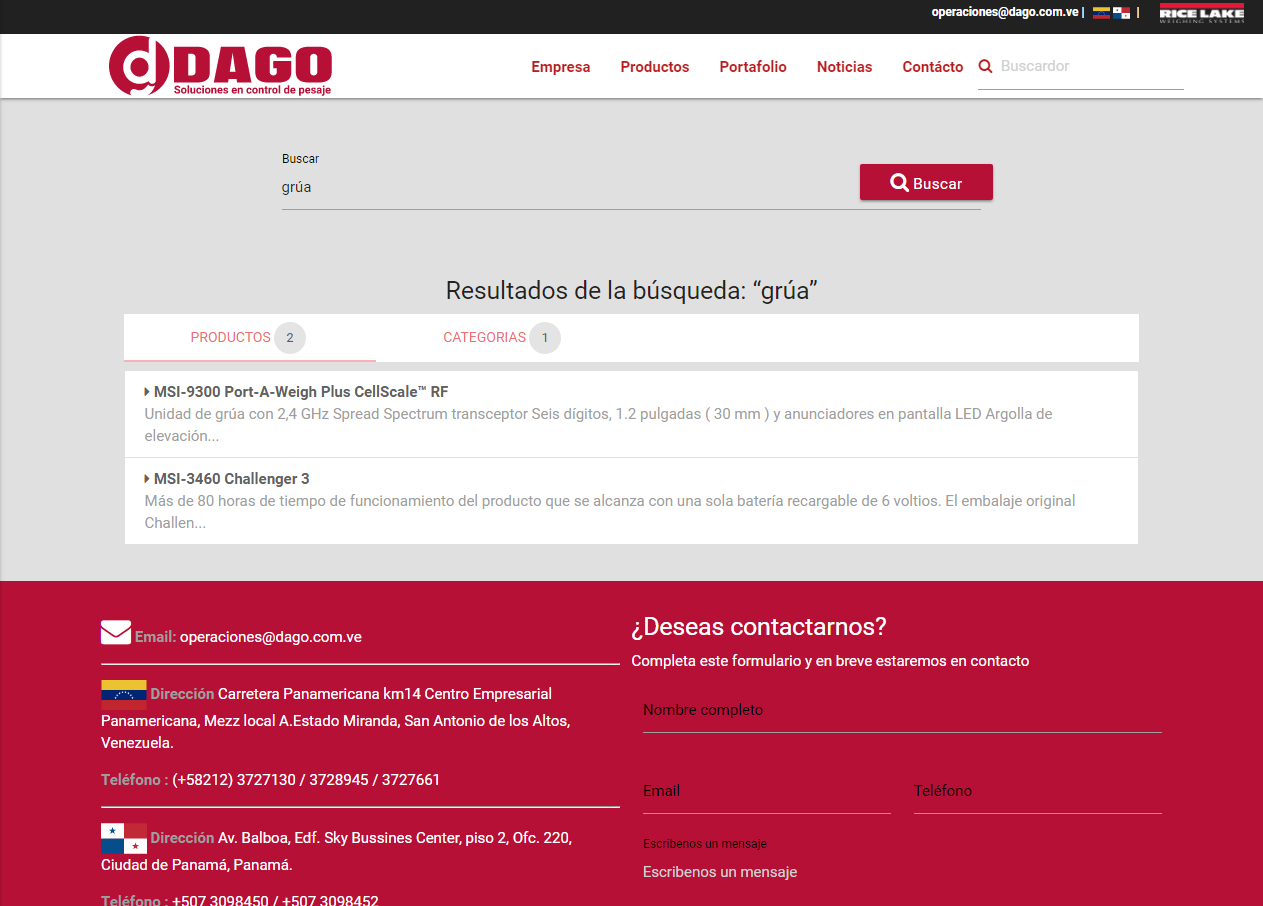 operaciones@dago.com.ve | |
RICE LAKE
WEIGHING SYSTEMS
DAGO
Soluciones en control de pesaje
Empresa Productos Portafolio Noticias Contácto Buscardor
Buscar
grúa
Buscar
Resultados de la búsqueda: “grúa”
PRODUCTOS 2 CATEGORIAS 1
MSI-9300 Port-A-Weigh Plus CellScale™ RF
Unidad de grúa con 2,4 GHz Spread Spectrum transceptor Seis dígitos, 1.2 pulgadas ( 30 mm ) y anunciadores en pantalla LED Argolla de
elevación...
MSI-3460 Challenger 3
Más de 80 horas de tiempo de funcionamiento del producto que se alcanza con una sola batería recargable de 6 voltios. El embalaje original
Challen...
Email: operaciones@dago.com.ve
Dirección Carretera Panamericana km14 Centro Empresarial
Panamericana, Mezz local A.Estado Miranda, San Antonio de los Altos,
Venezuela.
Teléfono : (+58212) 3727130 / 3728945 / 3727661
Dirección Av. Balboa, Edf. Sky Bussines Center, piso 2, Ofc. 220,
Ciudad de Panamá, Panamá.
Teléfono : +507 3098450 / +507 3098452
¿Deseas contactarnos?
Completa este formulario y en breve estaremos en contacto
Nombre completo
Email Teléfono
Escribenos un mensaje
Escribenos un mensaje